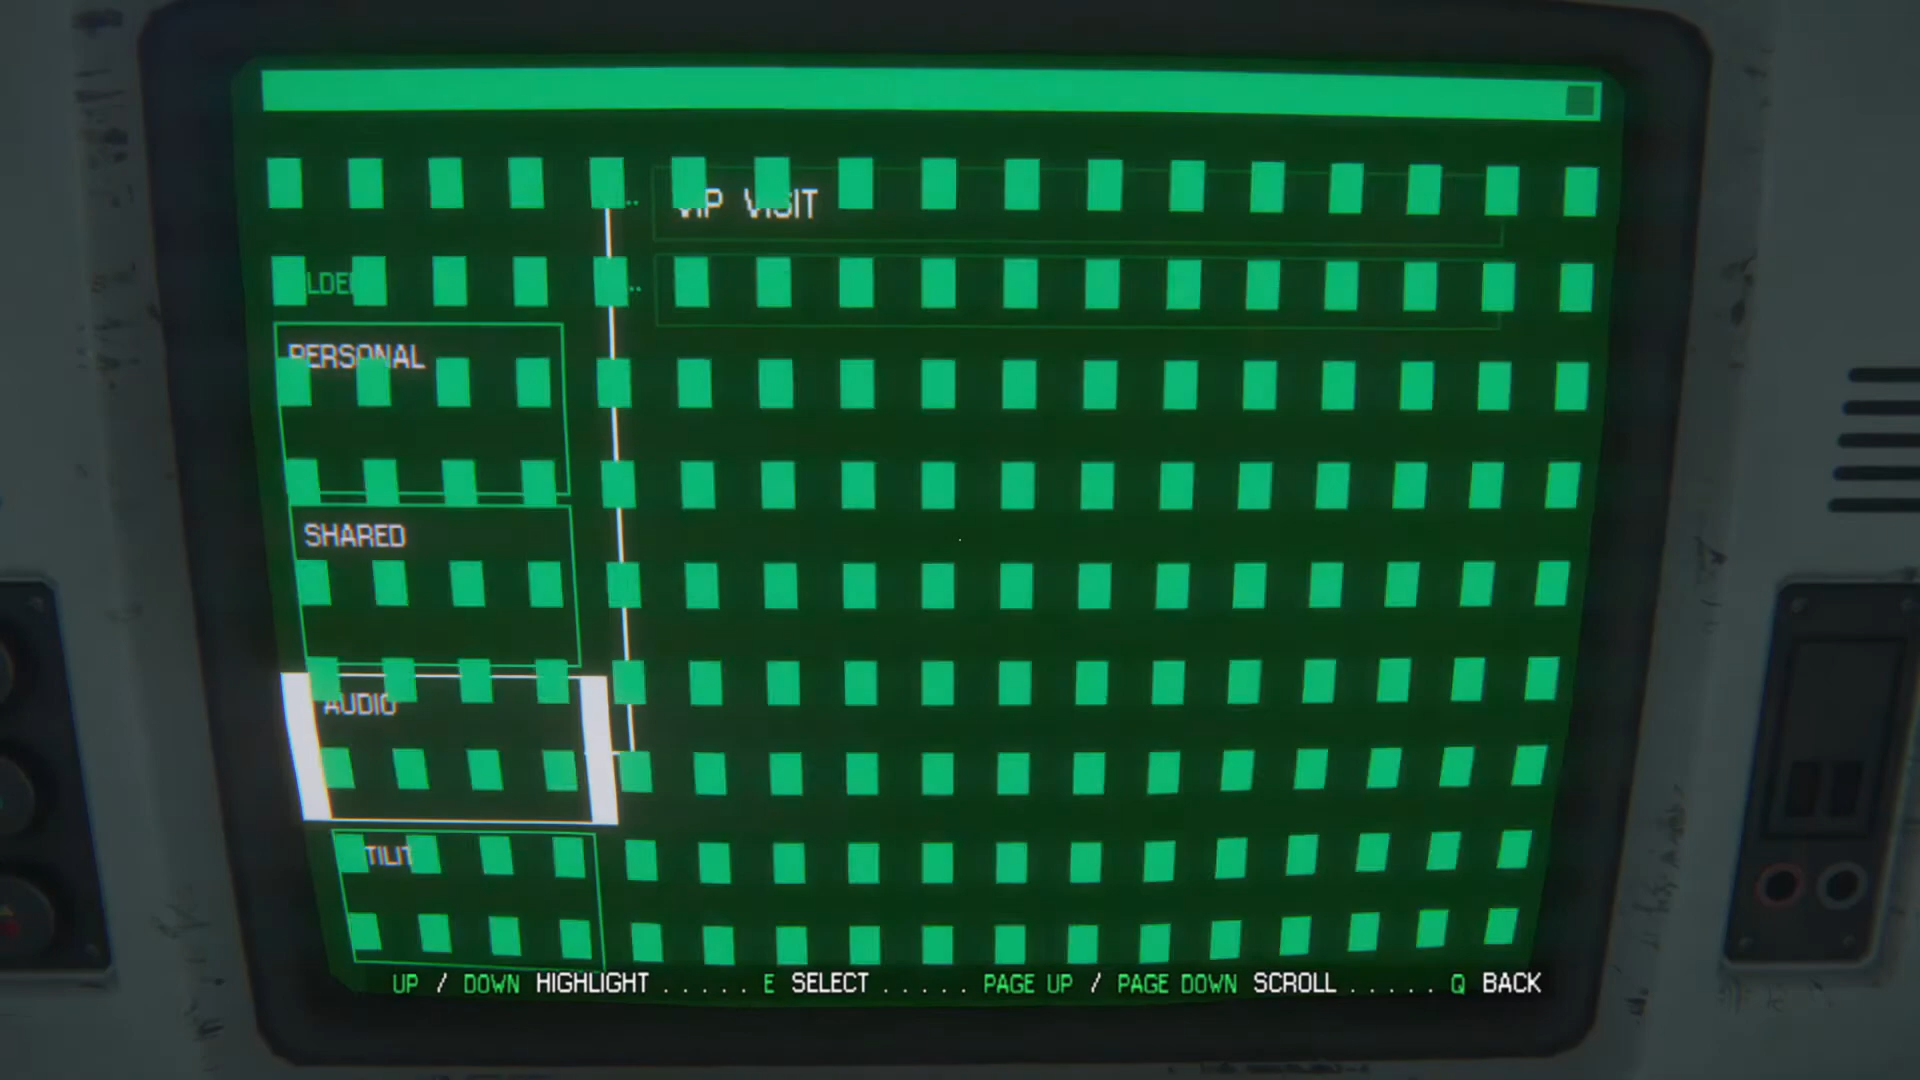 VIP VISIT
PERSONAL
SHARED
AUDIO
UP / DOWN HIGHLIGHT ..... E SELECT ..... PAGE UP / PAGE DOWN SCROLL ..... Q BACK